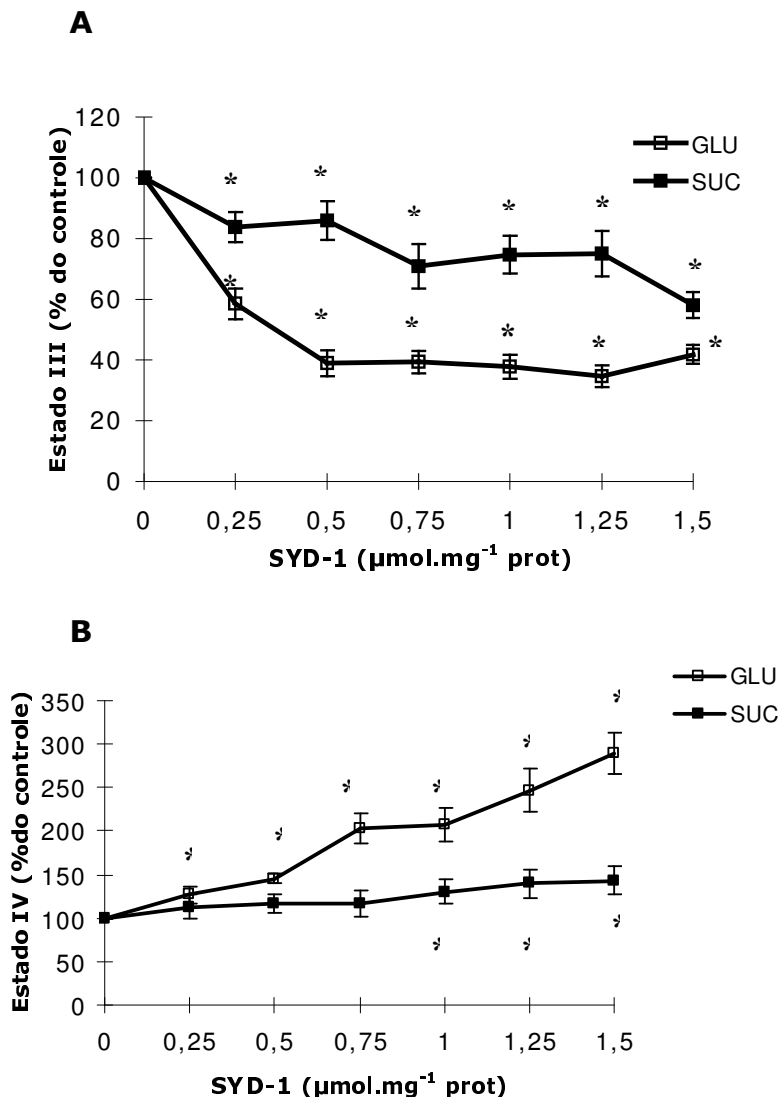 A
120
100
80
60
40
20
0
Estado III (% do controle)
GLU
SUC
* * * * * *
* * * * * *
0 0,25 0,5 0,75 1 1,25 1,5
SYD-1 (µmol.mg⁻¹ prot)
B
350
300
250
200
150
100
50
0
Estado IV (%do controle)
GLU
SUC
* * * * * *
* * *
0 0,25 0,5 0,75 1 1,25 1,5
SYD-1 (µmol.mg⁻¹ prot)